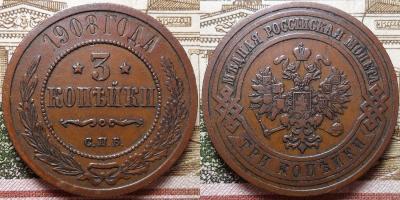 1908 ГОДА
3
КОПѢЙКИ
С.П.Б.
МѢДНАЯ РОССІЙСКАЯ МОНЕТА
ТРИ КОПѢЙКИ